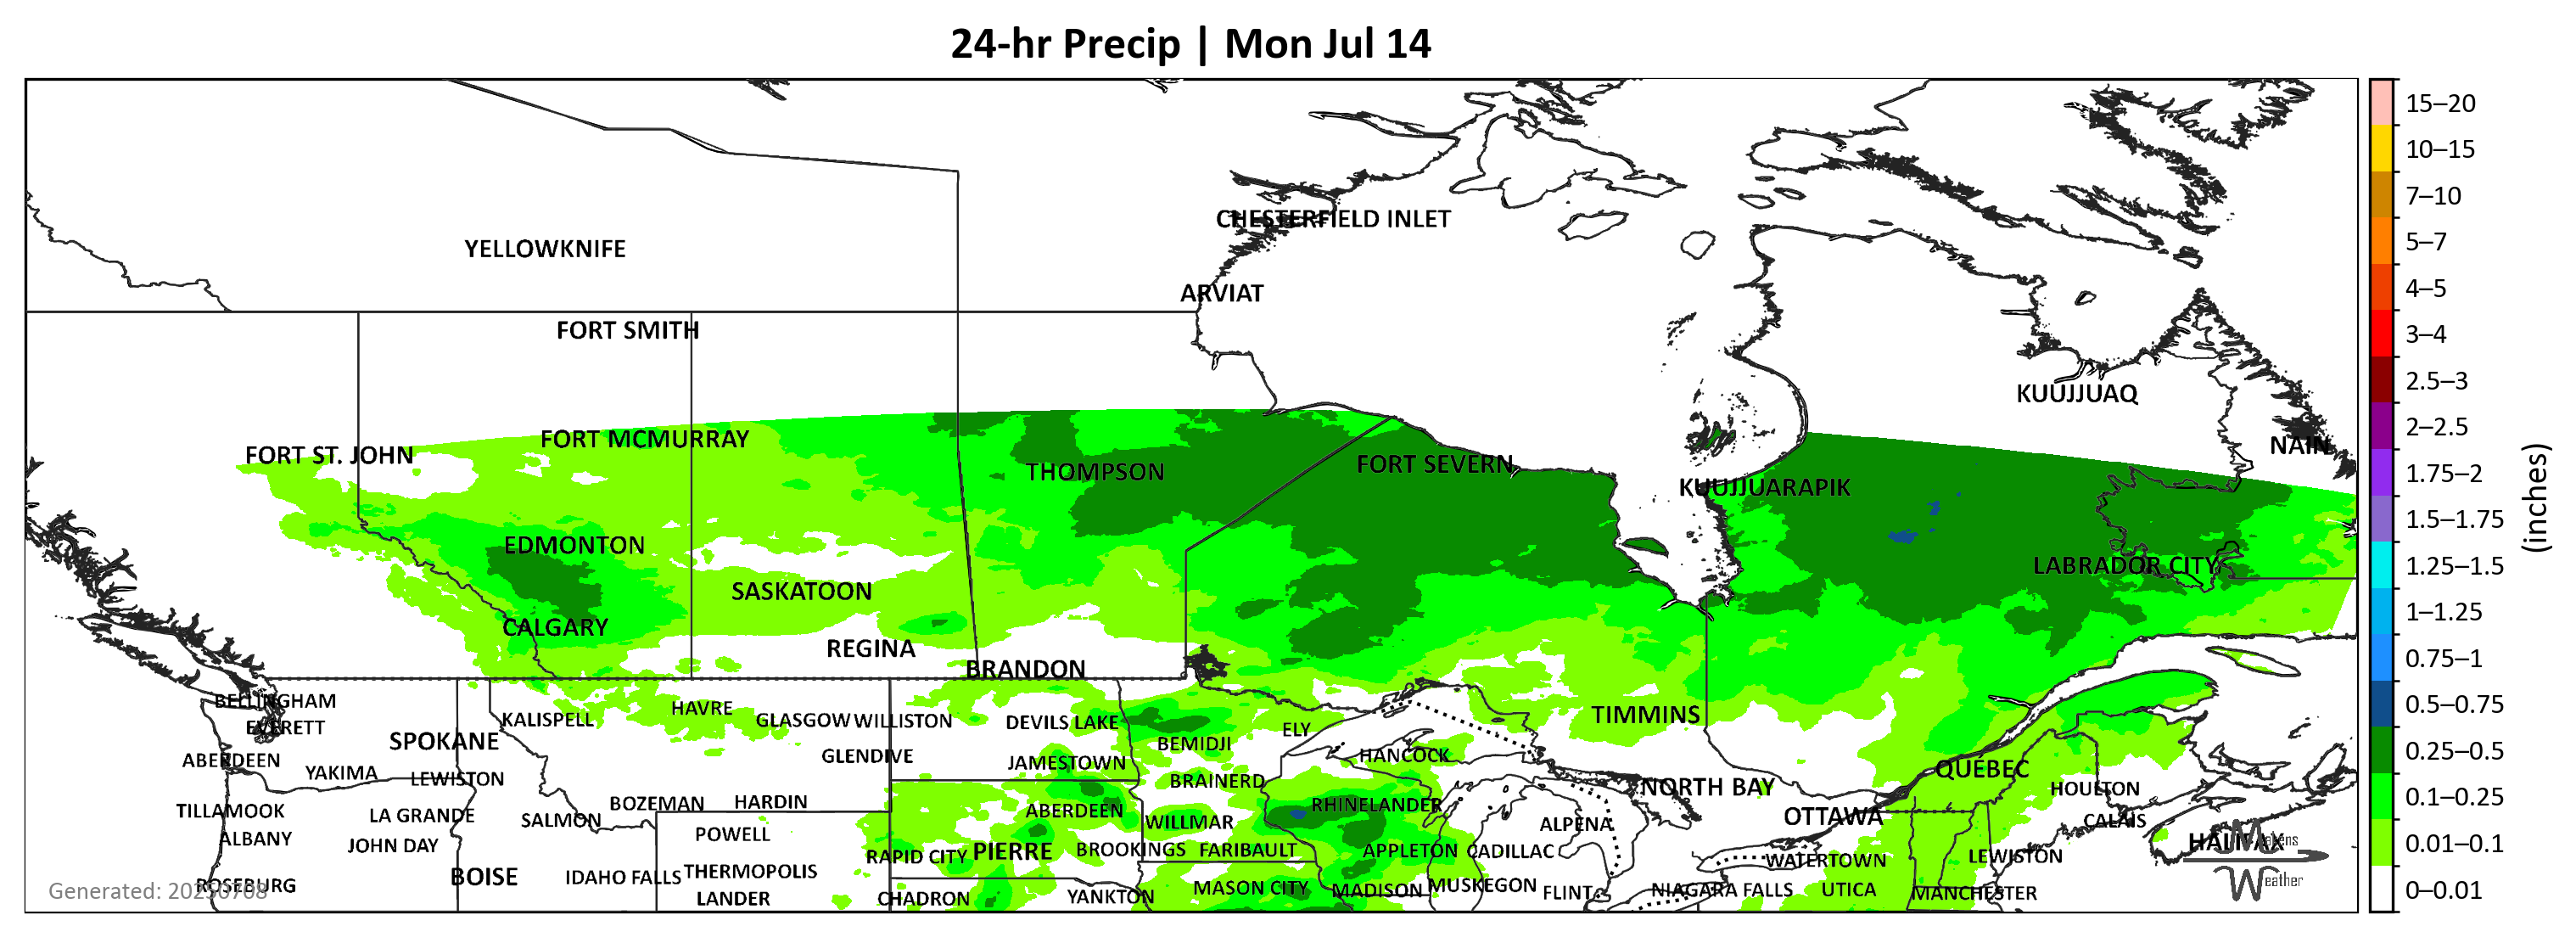 24-hr Precip | Mon Jul 14
15–20
10–15
7–10
5–7
4–5
3–4
2.5–3
2–2.5
1.75–2
1.5–1.75
1.25–1.5
1–1.25
0.75–1
0.5–0.75
0.25–0.5
0.1–0.25
0.01–0.1
0–0.01
(inches)
CHESTERFIELD INLET
YELLOWKNIFE
ARVIAT
FORT SMITH
KUUJJUAQ
FORT MCMURRAY
NAIN
FORT ST. JOHN
FORT SEVERN
THOMPSON
KUUJJUARAPIK
EDMONTON
LABRADOR CITY
SASKATOON
CALGARY
REGINA
BRANDON
BELLINGHAM
HAVRE
TIMMINS
KALISPELL
GLASGOW
WILLISTON
DEVILS LAKE
EVERETT
ELY
SPOKANE
BEMIDJI
GLENDIVE
HANCOCK
ABERDEEN
JAMESTOWN
QUÉBEC
YAKIMA
LEWISTON
BRAINERD
NORTH BAY
HOULTON
BOZEMAN
HARDIN
RHINELANDER
TILLAMOOK
LA GRANDE
ABERDEEN
OTTAWA
SALMON
WILLMAR
CALAIS
ALPENA
POWELL
ALBANY
HALIFAX
JOHN DAY
BROOKINGS
FARIBAULT
APPLETON
CADILLAC
PIERRE
RAPID CITY
LEWISTON
WATERTOWN
THERMOPOLIS
BOISE
IDAHO FALLS
ROSEBURG
MUSKEGON
MASON CITY
MADISON
NIAGARA FALLS
UTICA
FLINT
MANCHESTER
YANKTON
CHADRON
LANDER
Generated: 20250708
Weather